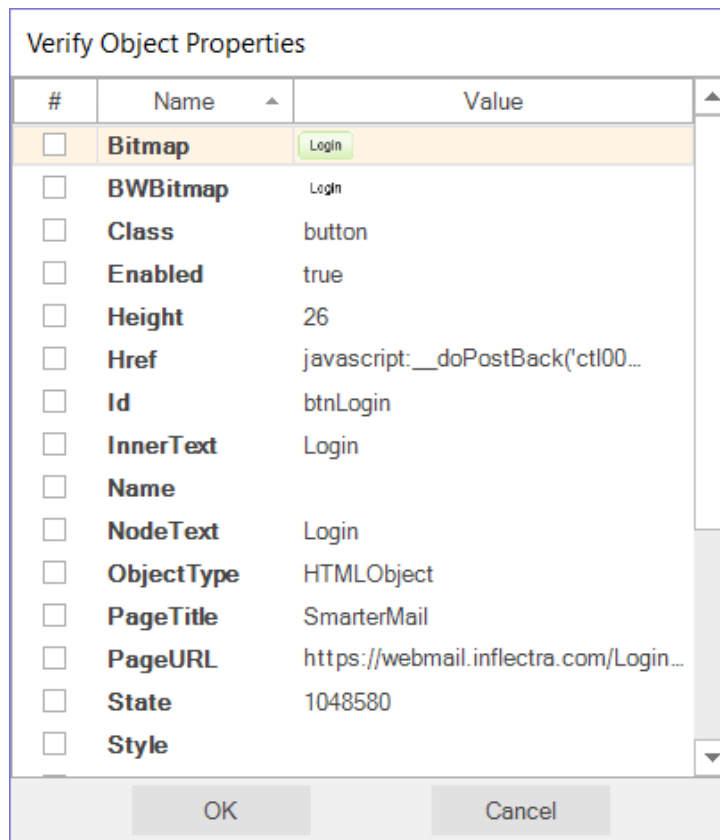 Verify Object Properties
# Name Value
Bitmap Login
BWBitmap Login
Class button
Enabled true
Height 26
Href javascript:__doPostBack('ctl00...
Id btnLogin
InnerText Login
Name
NodeText Login
ObjectType HTMLObject
PageTitle SmarterMail
PageURL https://webmail.inflectra.com/Login...
State 1048580
Style
OK Cancel